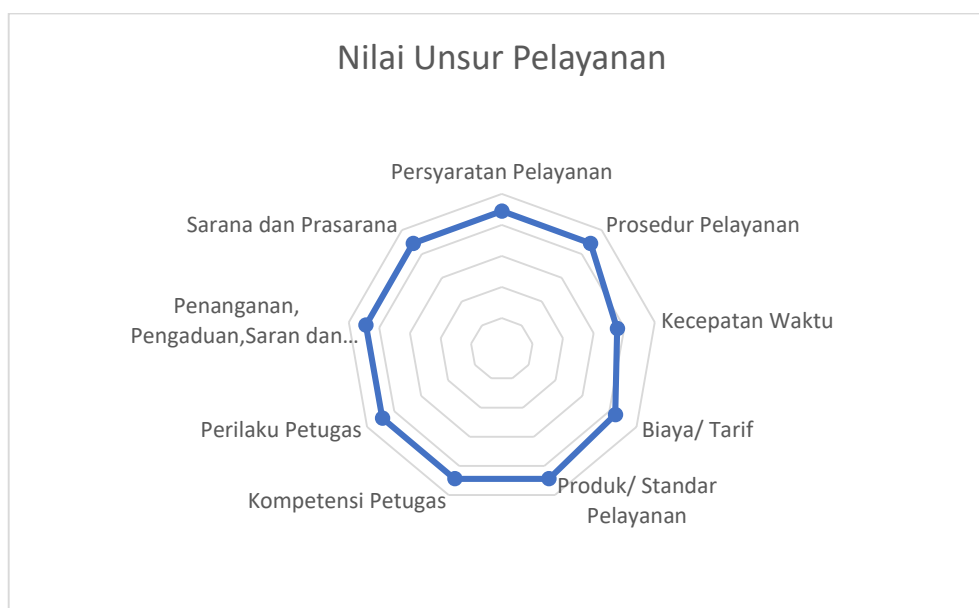 Nilai Unsur Pelayanan
Persyaratan Pelayanan
Prosedur Pelayanan
Kecepatan Waktu
Biaya/ Tarif
Produk/ Standar
Pelayanan
Kompetensi Petugas
Perilaku Petugas
Penanganan,
Pengaduan,Saran dan…
Sarana dan Prasarana